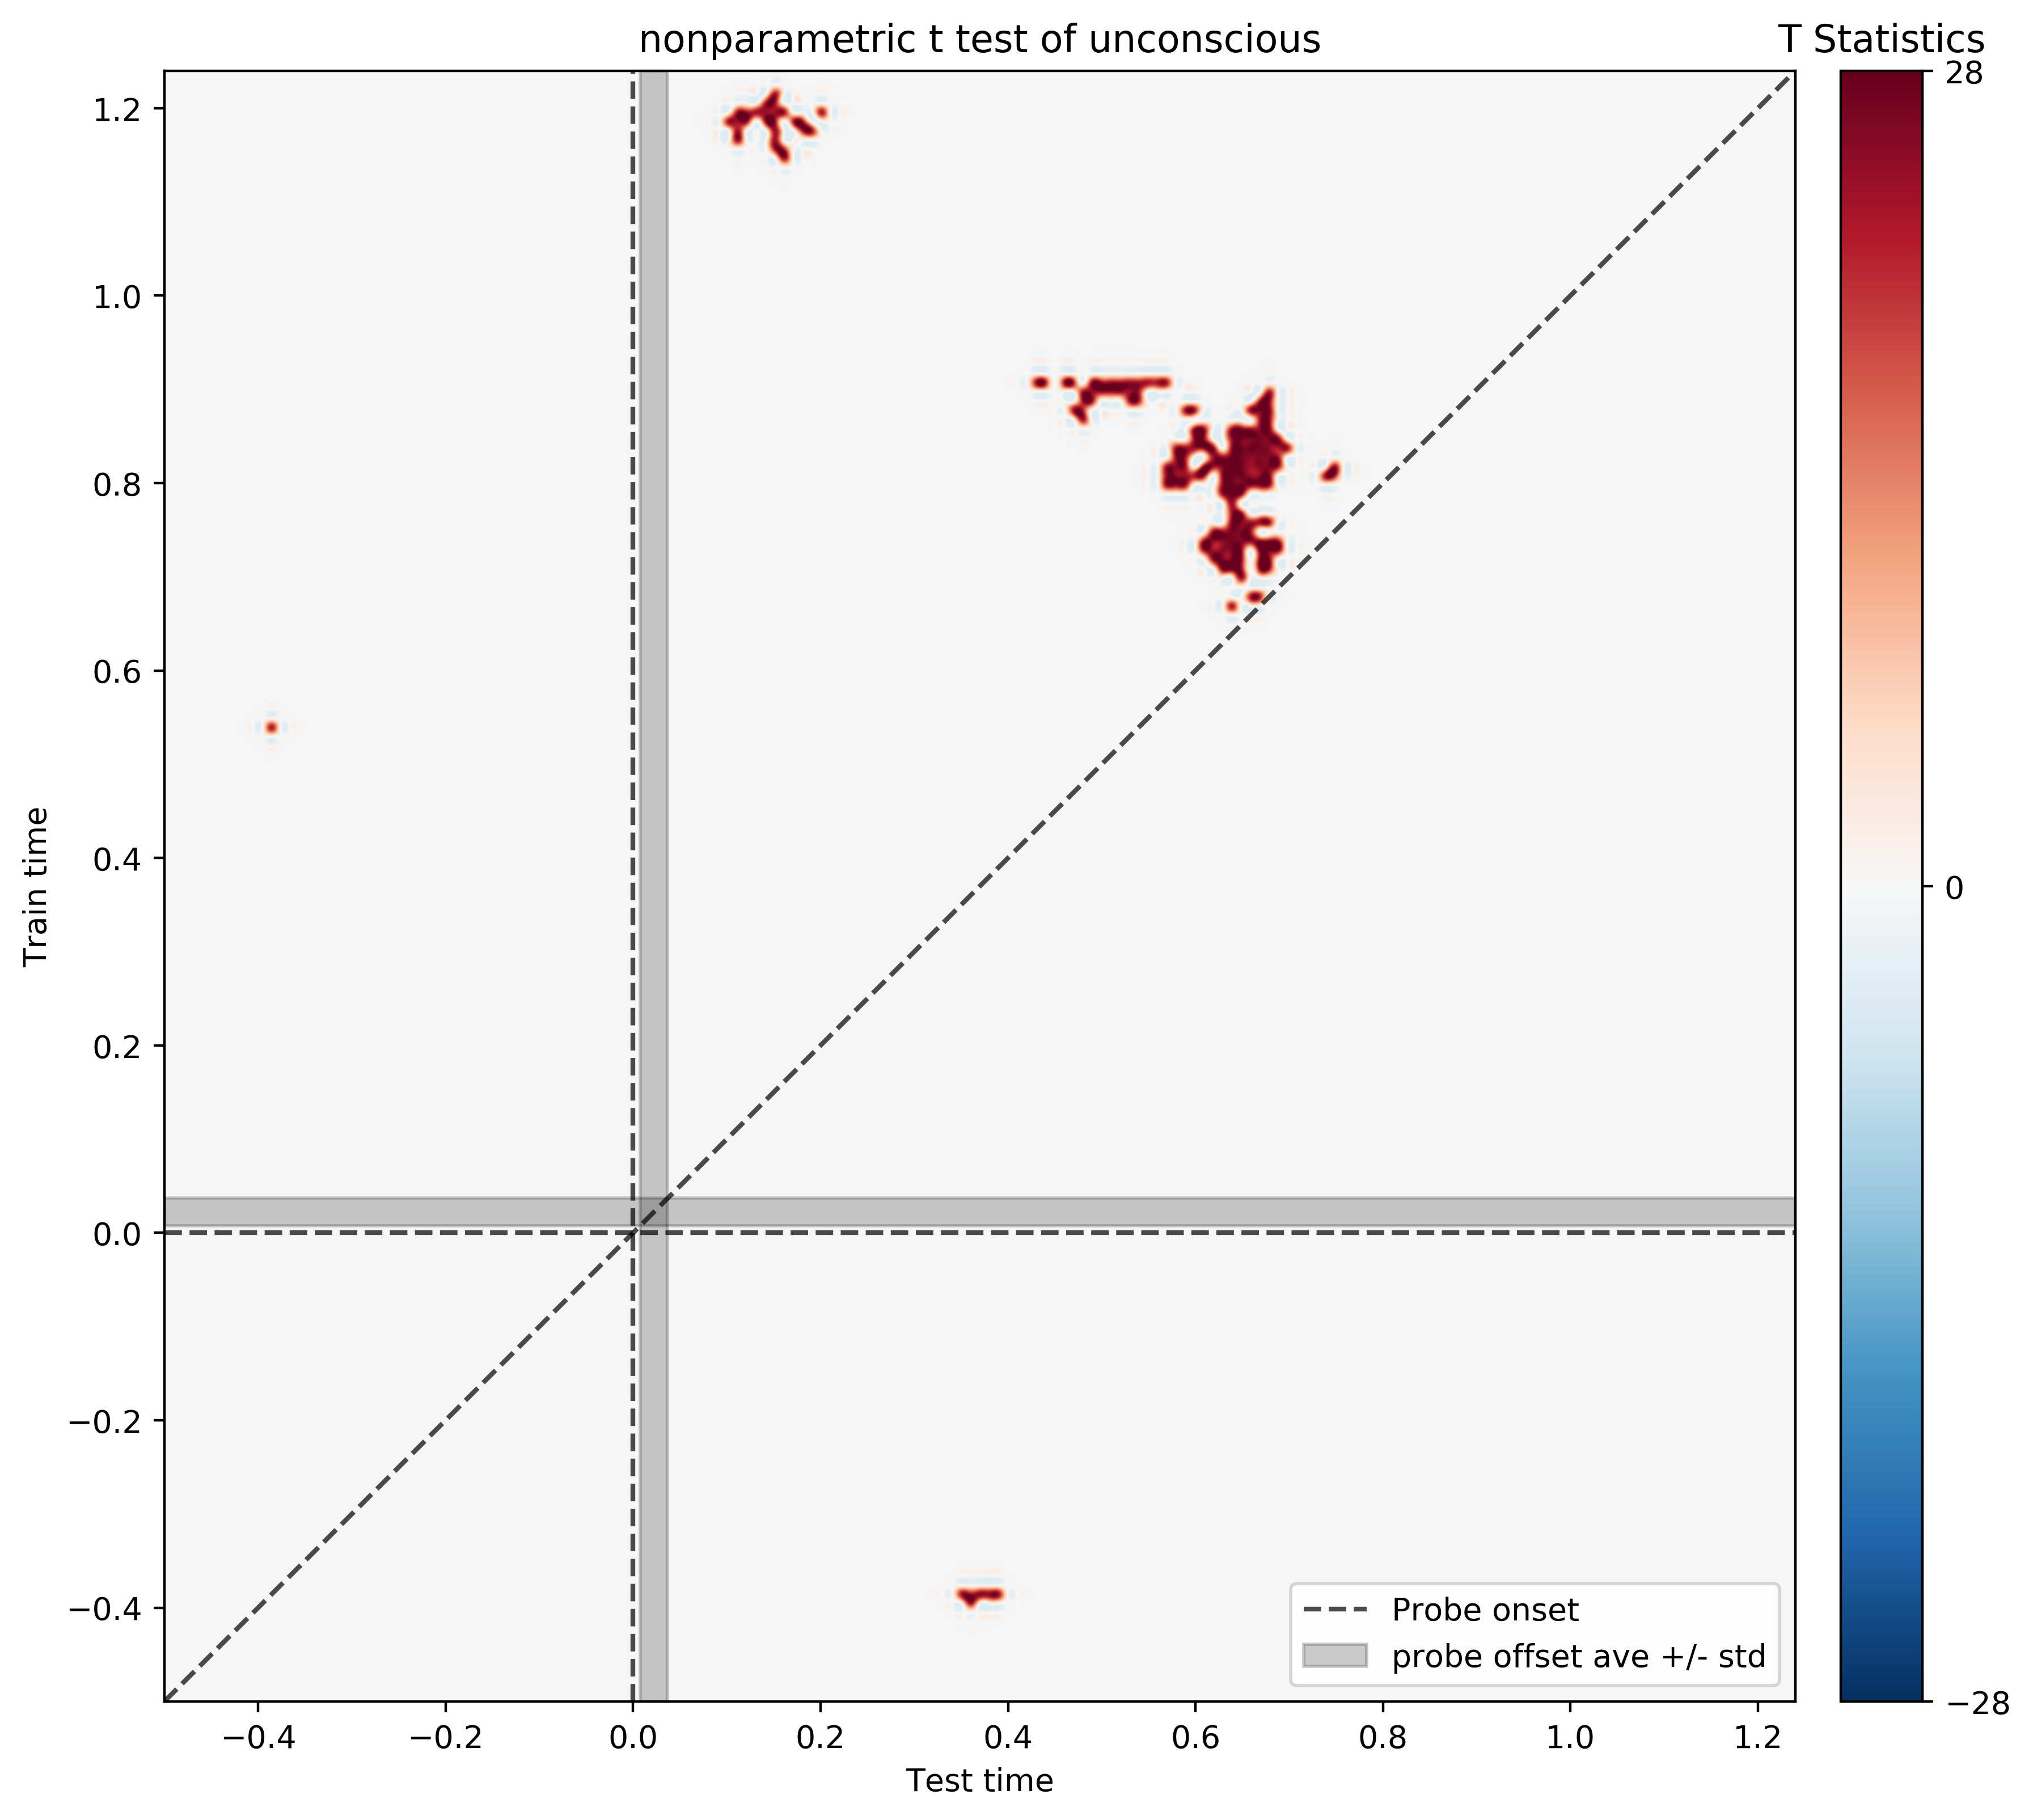 nonparametric t test of unconscious
T Statistics
28
0
−28
1.2
1.0
0.8
0.6
0.4
0.2
0.0
−0.2
−0.4
Train time
Probe onset
probe offset ave +/- std
−0.4 −0.2 0.0 0.2 0.4 0.6 0.8 1.0 1.2
Test time